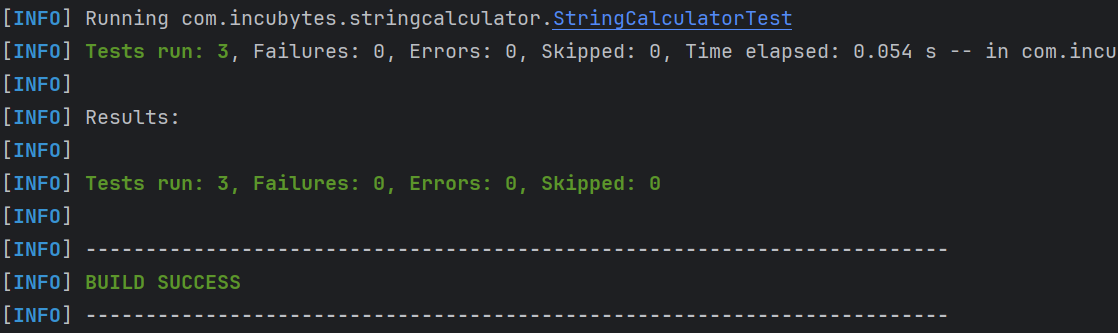 [INFO] Running com.incubytes.stringcalculator.StringCalculatorTest
[INFO] Tests run: 3, Failures: 0, Errors: 0, Skipped: 0, Time elapsed: 0.054 s -- in com.incu
[INFO]
[INFO] Results:
[INFO]
[INFO] Tests run: 3, Failures: 0, Errors: 0, Skipped: 0
[INFO]
[INFO] ------------------------------------------------------------------------
[INFO] BUILD SUCCESS
[INFO] ------------------------------------------------------------------------